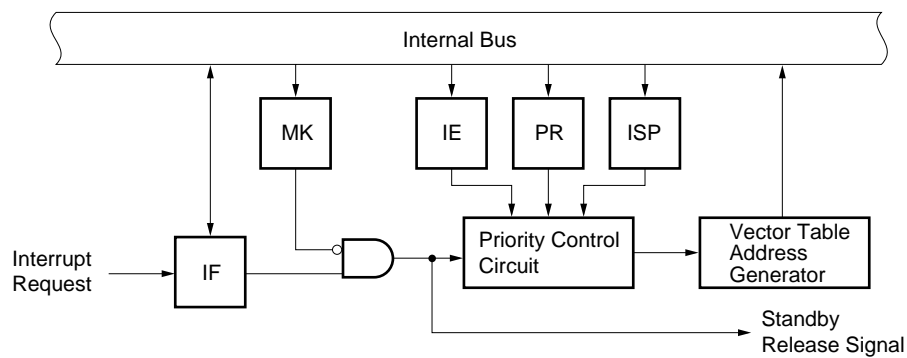 Internal Bus
MK
IE
PR
ISP
Interrupt
Request
IF
Priority Control
Circuit
Vector Table
Address
Generator
Standby
Release Signal